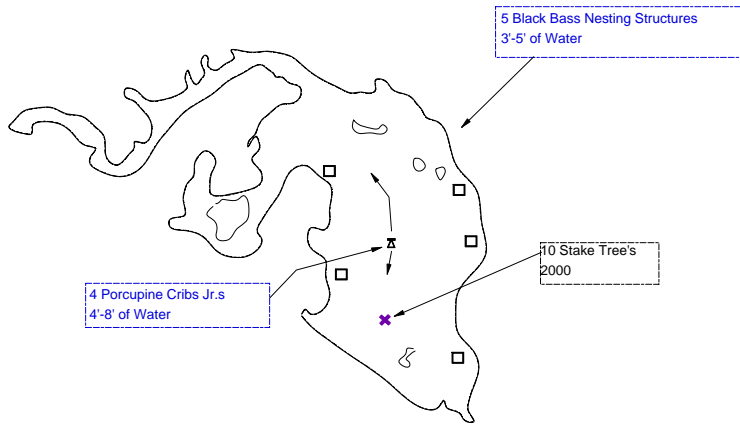 5 Black Bass Nesting Structures
3'-5' of Water
10 Stake Tree's
2000
4 Porcupine Cribs Jr.s
4'-8' of Water